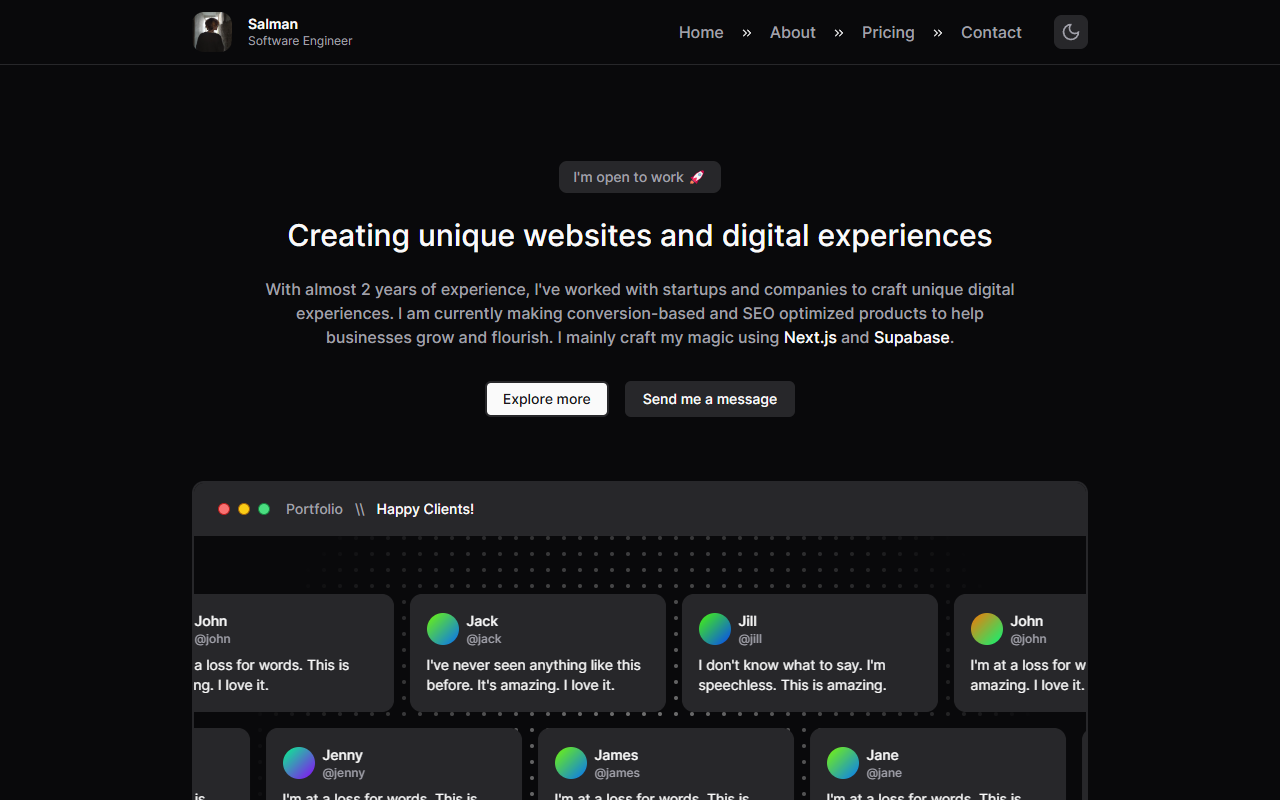 Salman
Software Engineer
Home » About » Pricing » Contact
I'm open to work 🚀
Creating unique websites and digital experiences
With almost 2 years of experience, I've worked with startups and companies to craft unique digital
experiences. I am currently making conversion-based and SEO optimized products to help
businesses grow and flourish. I mainly craft my magic using Next.js and Supabase.
Explore more
Send me a message
Portfolio \\ Happy Clients!
John
@john
a loss for words. This is
ng. I love it.
Jack
@jack
I've never seen anything like this
before. It's amazing. I love it.
Jill
@jill
I don't know what to say. I'm
speechless. This is amazing.
John
@john
I'm at a loss for w
amazing. I love it.
is
Jenny
@jenny
I'm at a loss for words. This is
James
@james
I'm at a loss for words. This is
Jane
@jane
I'm at a loss for words. This is